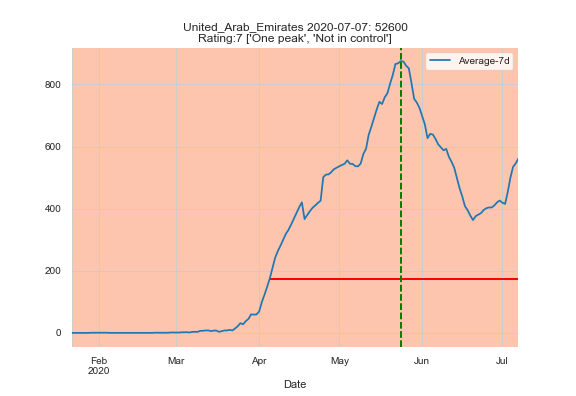 United_Arab_Emirates 2020-07-07: 52600
Rating:7 ['One peak', 'Not in control']
Average-7d
800
600
400
200
0
Feb
2020
Mar
Apr
May
Jun
Jul
Date